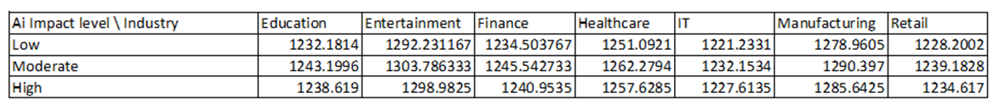 Ai Impact level \ Industry Education Entertainment Finance Healthcare IT Manufacturing Retail
Low 1232.1814 1292.231167 1234.503767 1251.0921 1221.2331 1278.9605 1228.2002
Moderate 1243.1996 1303.786333 1245.542733 1262.2794 1232.1534 1290.397 1239.1828
High 1238.619 1298.9825 1240.9535 1257.6285 1227.6135 1285.6425 1234.617